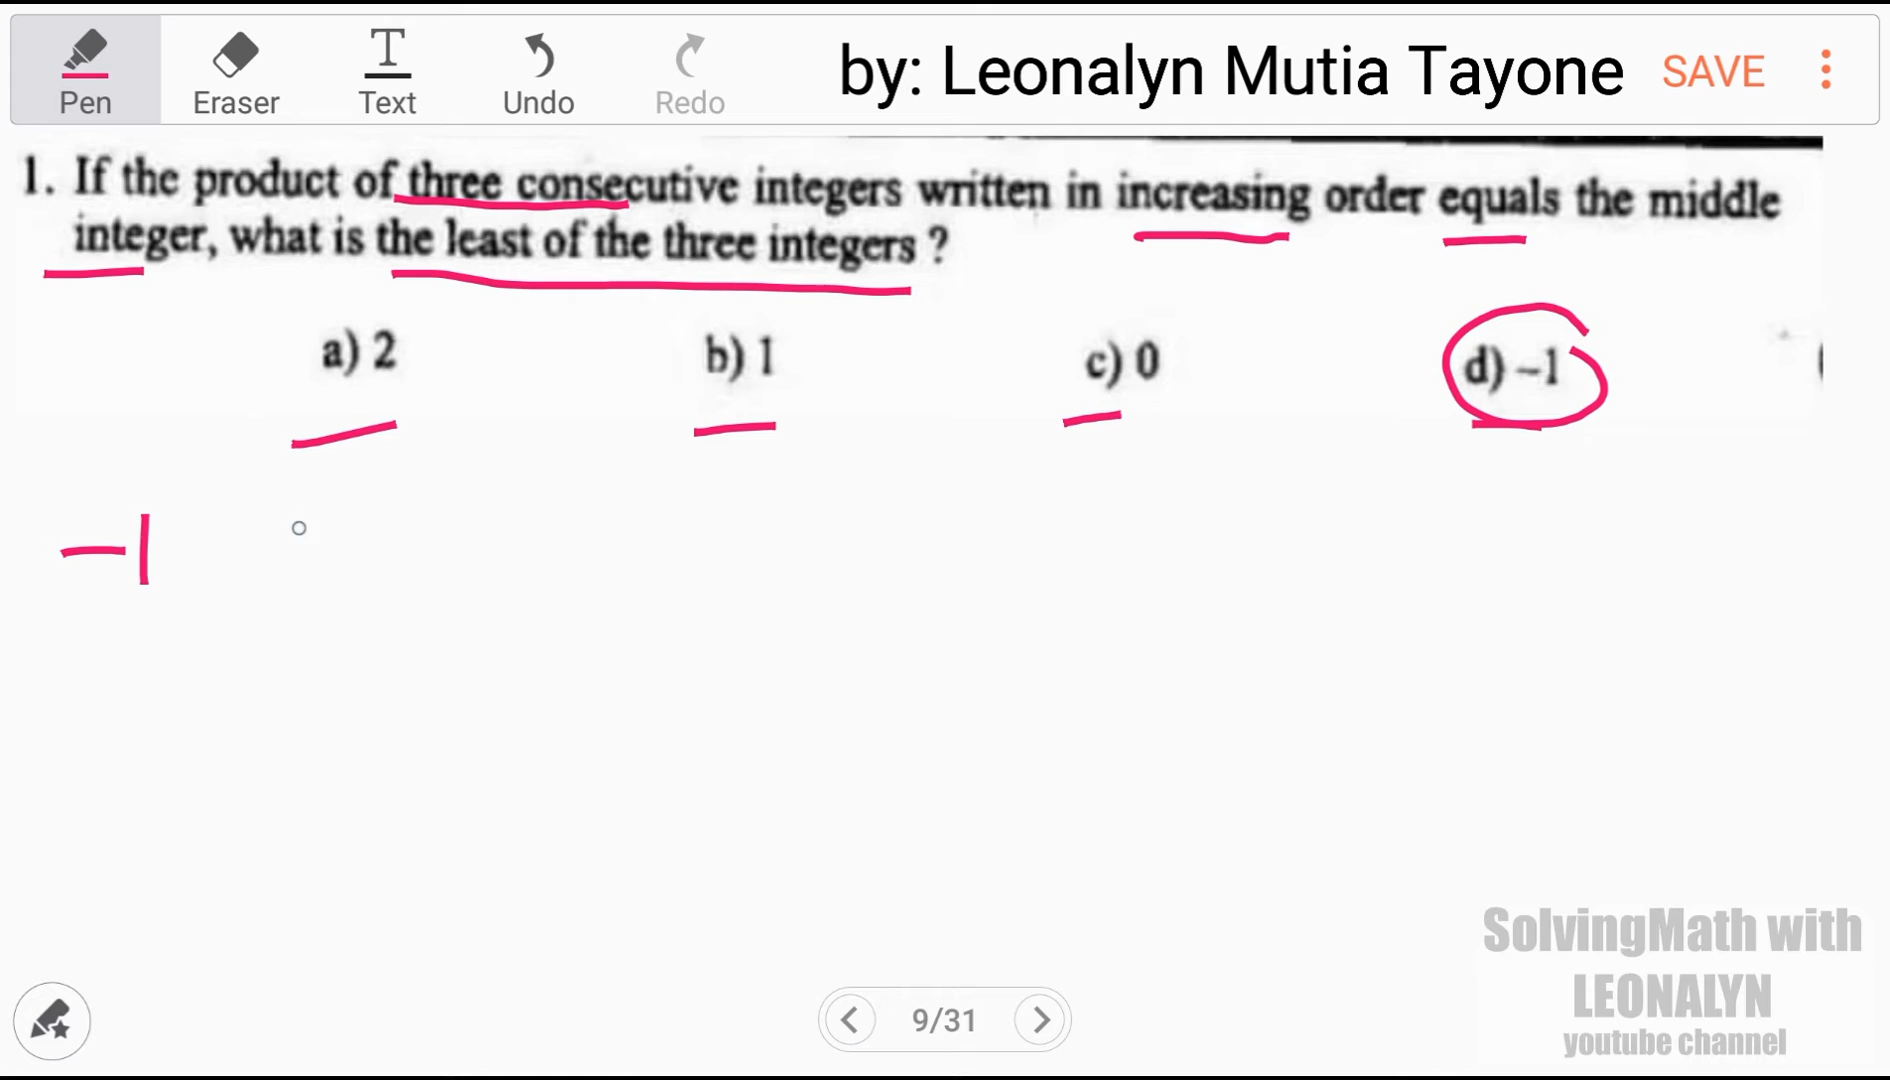 Pen
Eraser
T
Text
Undo
Redo
by: Leonalyn Mutia Tayone
SAVE
1. If the product of three consecutive integers written in increasing order equals the middle
integer, what is the least of the three integers ?
a) 2
b) 1
c) 0
d) –1
–1
9/31
SolvingMath with
LEONALYN
youtube channel